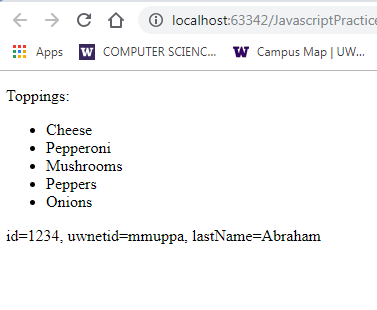 localhost:63342/JavascriptPractice
Apps W COMPUTER SCIENC... W Campus Map | UW...
Toppings:
• Cheese
• Pepperoni
• Mushrooms
• Peppers
• Onions
id=1234, uwnetid=mmuppa, lastName=Abraham